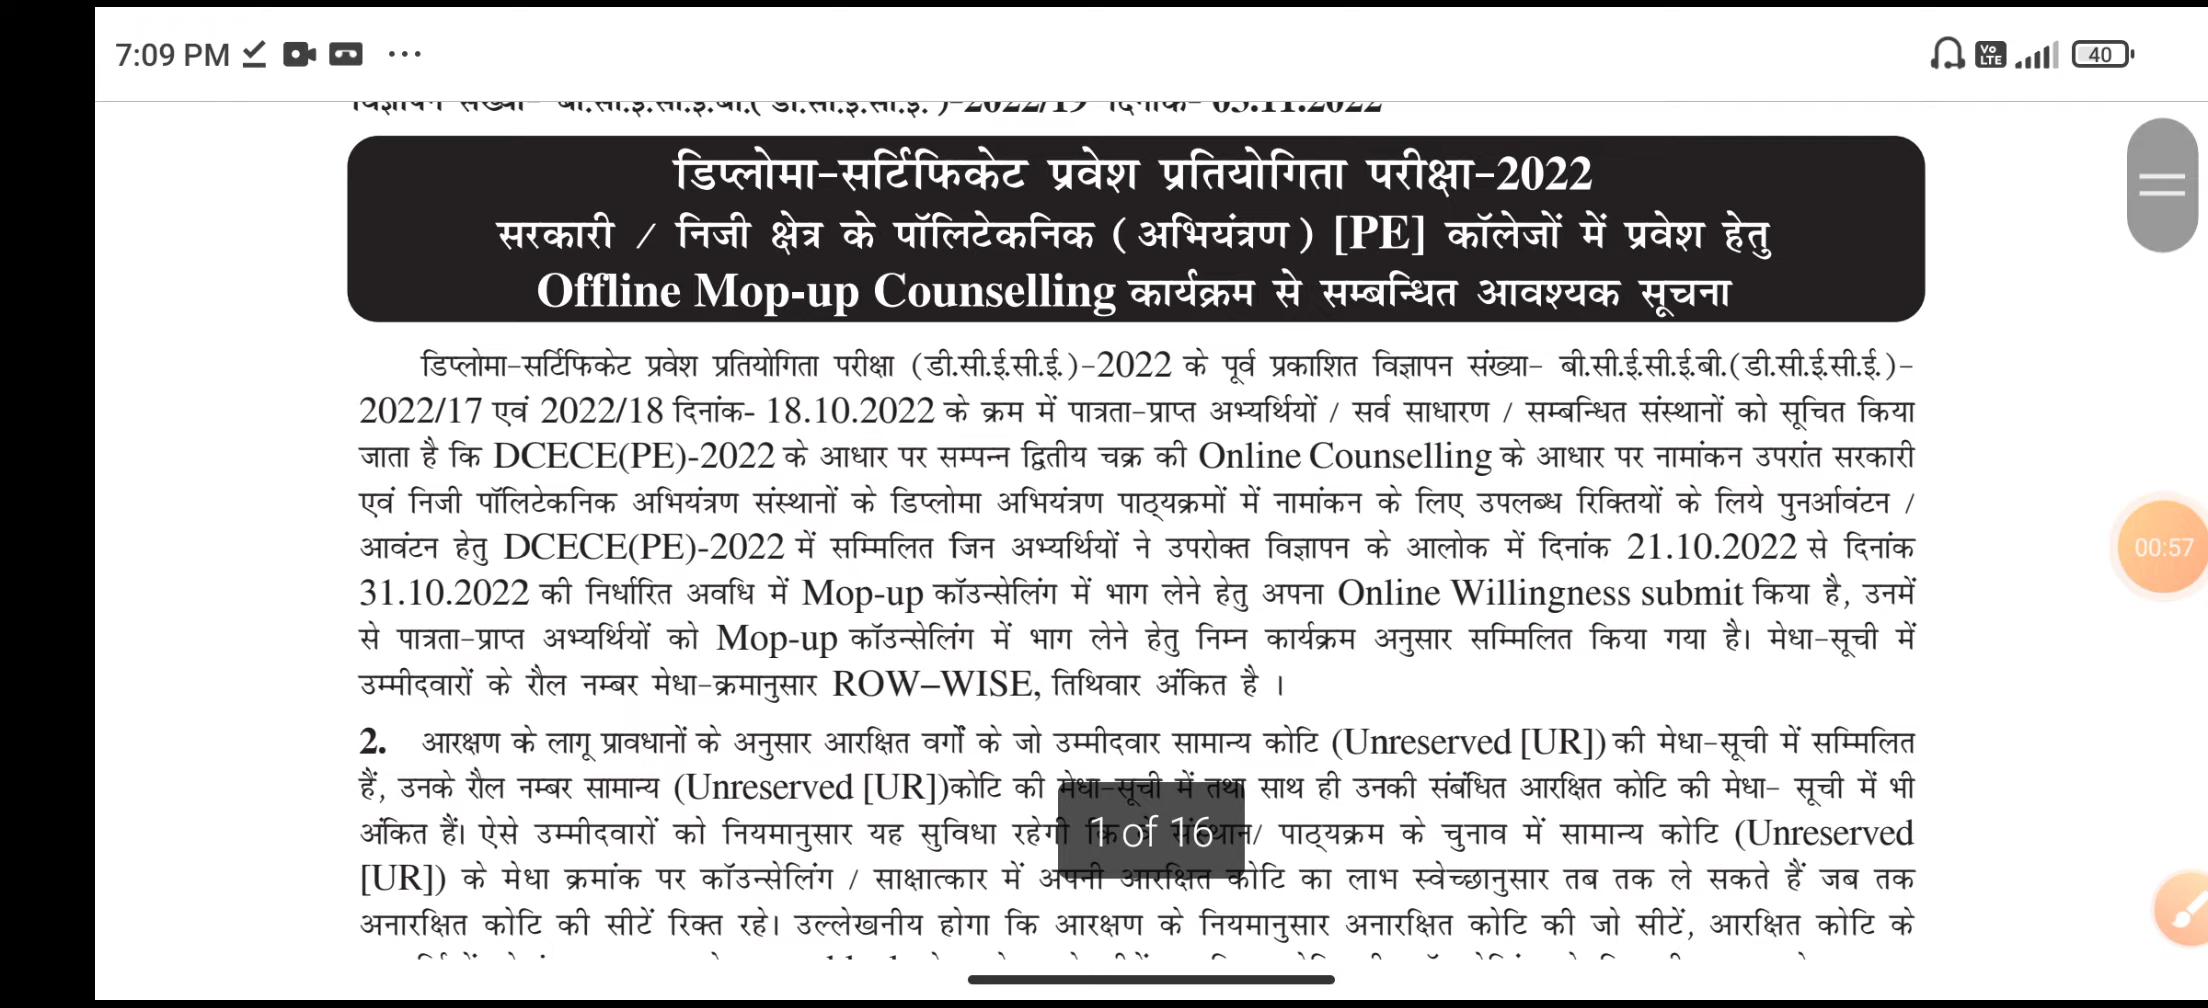 7:09 PM
Vo LTE
40
विज्ञापन संख्या- बी.सी.ई.सी.ई.बी.( डी.सी.ई.सी.ई. )-2022/19 दिनांक- 03.11.2022
डिप्लोमा-सर्टिफिकेट प्रवेश प्रतियोगिता परीक्षा-2022
सरकारी / निजी क्षेत्र के पॉलिटेकनिक ( अभियंत्रण ) [PE] कॉलेजों में प्रवेश हेतु
Offline Mop-up Counselling कार्यक्रम से सम्बन्धित आवश्यक सूचना
डिप्लोमा-सर्टिफिकेट प्रवेश प्रतियोगिता परीक्षा (डी.सी.ई.सी.ई.)-2022 के पूर्व प्रकाशित विज्ञापन संख्या- बी.सी.ई.सी.ई.बी.(डी.सी.ई.सी.ई.)-
2022/17 एवं 2022/18 दिनांक- 18.10.2022 के क्रम में पात्रता-प्राप्त अभ्यर्थियों / सर्व साधारण / सम्बन्धित संस्थानों को सूचित किया
जाता है कि DCECE(PE)-2022 के आधार पर सम्पन्न द्वितीय चक्र की Online Counselling के आधार पर नामांकन उपरांत सरकारी
एवं निजी पॉलिटेकनिक अभियंत्रण संस्थानों के डिप्लोमा अभियंत्रण पाठ्यक्रमों में नामांकन के लिए उपलब्ध रिक्तियों के लिये पुनर्आवंटन /
आवंटन हेतु DCECE(PE)-2022 में सम्मिलित जिन अभ्यर्थियों ने उपरोक्त विज्ञापन के आलोक में दिनांक 21.10.2022 से दिनांक
00:57
31.10.2022 की निर्धारित अवधि में Mop-up कॉउन्सेलिंग में भाग लेने हेतु अपना Online Willingness submit किया है, उनमें
से पात्रता-प्राप्त अभ्यर्थियों को Mop-up कॉउन्सेलिंग में भाग लेने हेतु निम्न कार्यक्रम अनुसार सम्मिलित किया गया है। मेधा-सूची में
उम्मीदवारों के रौल नम्बर मेधा-क्रमानुसार ROW–WISE, तिथिवार अंकित है ।
2. आरक्षण के लागू प्रावधानों के अनुसार आरक्षित वर्गों के जो उम्मीदवार सामान्य कोटि (Unreserved [UR]) की मेधा-सूची में सम्मिलित
हैं, उनके रौल नम्बर सामान्य (Unreserved [UR])कोटि की मेधा-सूची में तथा साथ ही उनकी संबंधित आरक्षित कोटि की मेधा- सूची में भी
अंकित हैं। ऐसे उम्मीदवारों को नियमानुसार यह सुविधा रहेगी कि वे संस्थान/ पाठ्यक्रम के चुनाव में सामान्य कोटि (Unreserved
1 of 16
[UR]) के मेधा क्रमांक पर कॉउन्सेलिंग / साक्षात्कार में अपनी आरक्षित कोटि का लाभ स्वेच्छानुसार तब तक ले सकते हैं जब तक
अनारक्षित कोटि की सीटें रिक्त रहे। उल्लेखनीय होगा कि आरक्षण के नियमानुसार अनारक्षित कोटि की जो सीटें, आरक्षित कोटि के